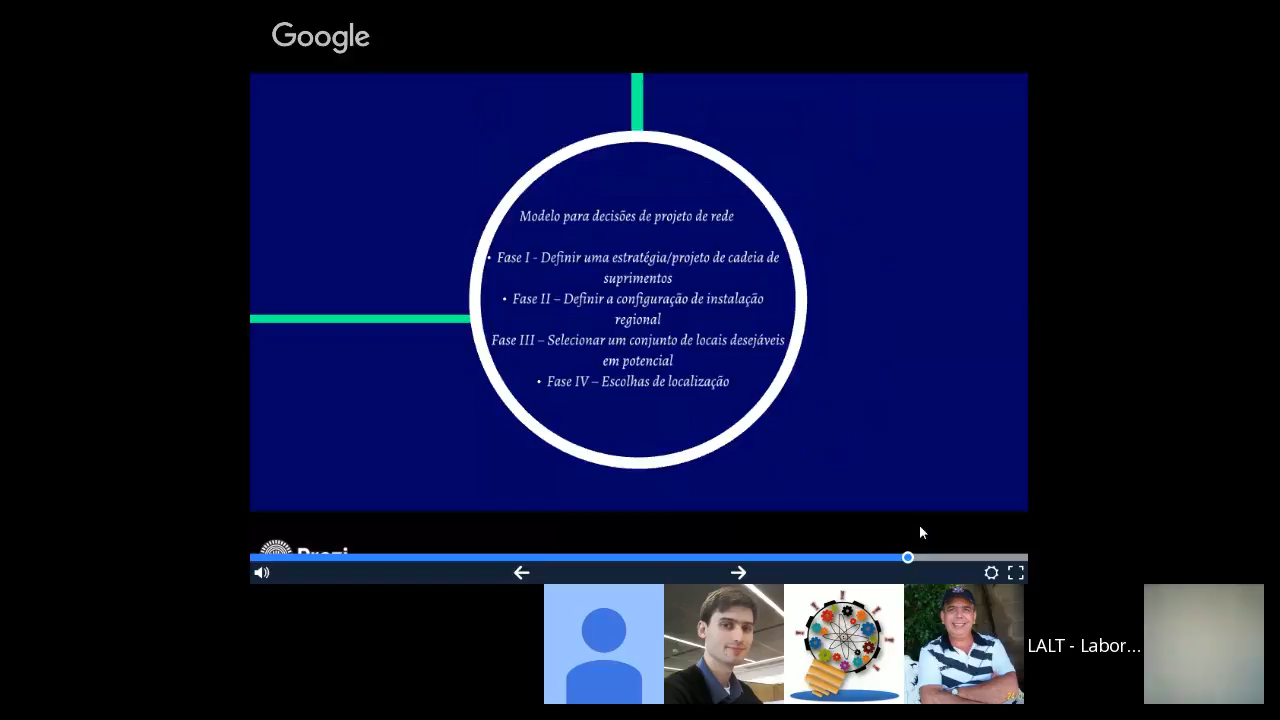 Google
Modelo para decisões de projeto de rede
• Fase I - Definir uma estratégia/projeto de cadeia de
suprimentos
• Fase II – Definir a configuração de instalação
regional
Fase III – Selecionar um conjunto de locais desejáveis
em potencial
• Fase IV – Escolhas de localização
Prezi
LALT - Labor...